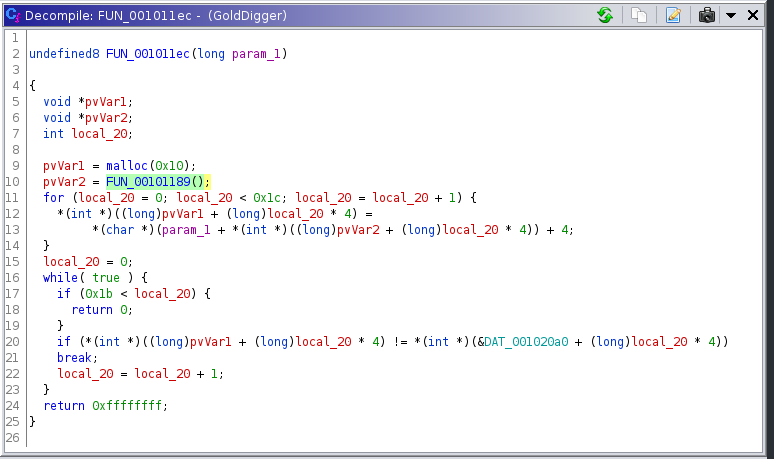 Decompile: FUN_001011ec - (GoldDigger)
1
2 undefined8 FUN_001011ec(long param_1)
3
4 {
5 void *pvVar1;
6 void *pvVar2;
7 int local_20;
8
9 pvVar1 = malloc(0x10);
10 pvVar2 = FUN_00101189();
11 for (local_20 = 0; local_20 < 0x1c; local_20 = local_20 + 1) {
12 *(int *)((long)pvVar1 + (long)local_20 * 4) =
13 *(char *)(param_1 + *(int *)((long)pvVar2 + (long)local_20 * 4)) + 4;
14 }
15 local_20 = 0;
16 while( true ) {
17 if (0x1b < local_20) {
18 return 0;
19 }
20 if (*(int *)((long)pvVar1 + (long)local_20 * 4) != *(int *)(&DAT_001020a0 + (long)local_20 * 4))
21 break;
22 local_20 = local_20 + 1;
23 }
24 return 0xffffffff;
25 }
26